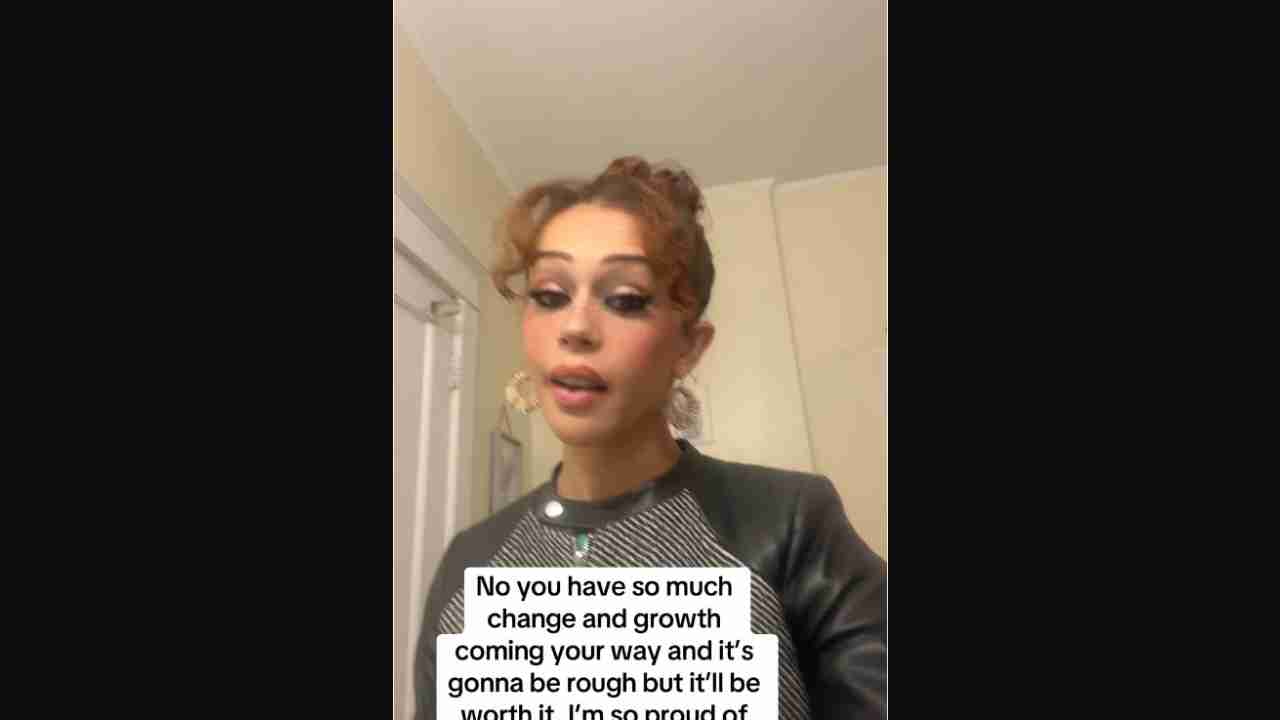 No you have so much
change and growth
coming your way and it’s
gonna be rough but it’ll be
worth it. I’m so proud of